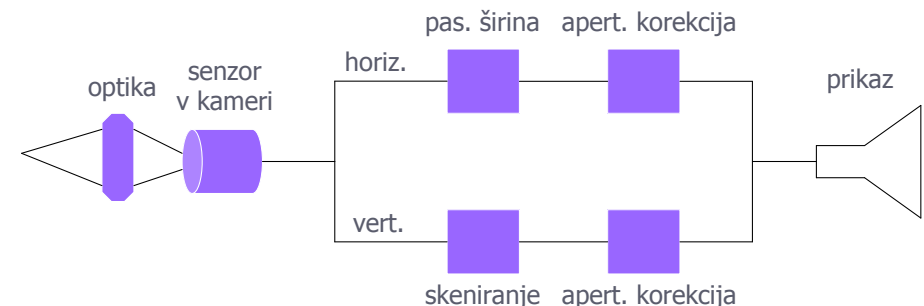 pas. širina
apert. korekcija
horiz.
optika
senzor
v kameri
prikaz
vert.
skeniranje
apert. korekcija